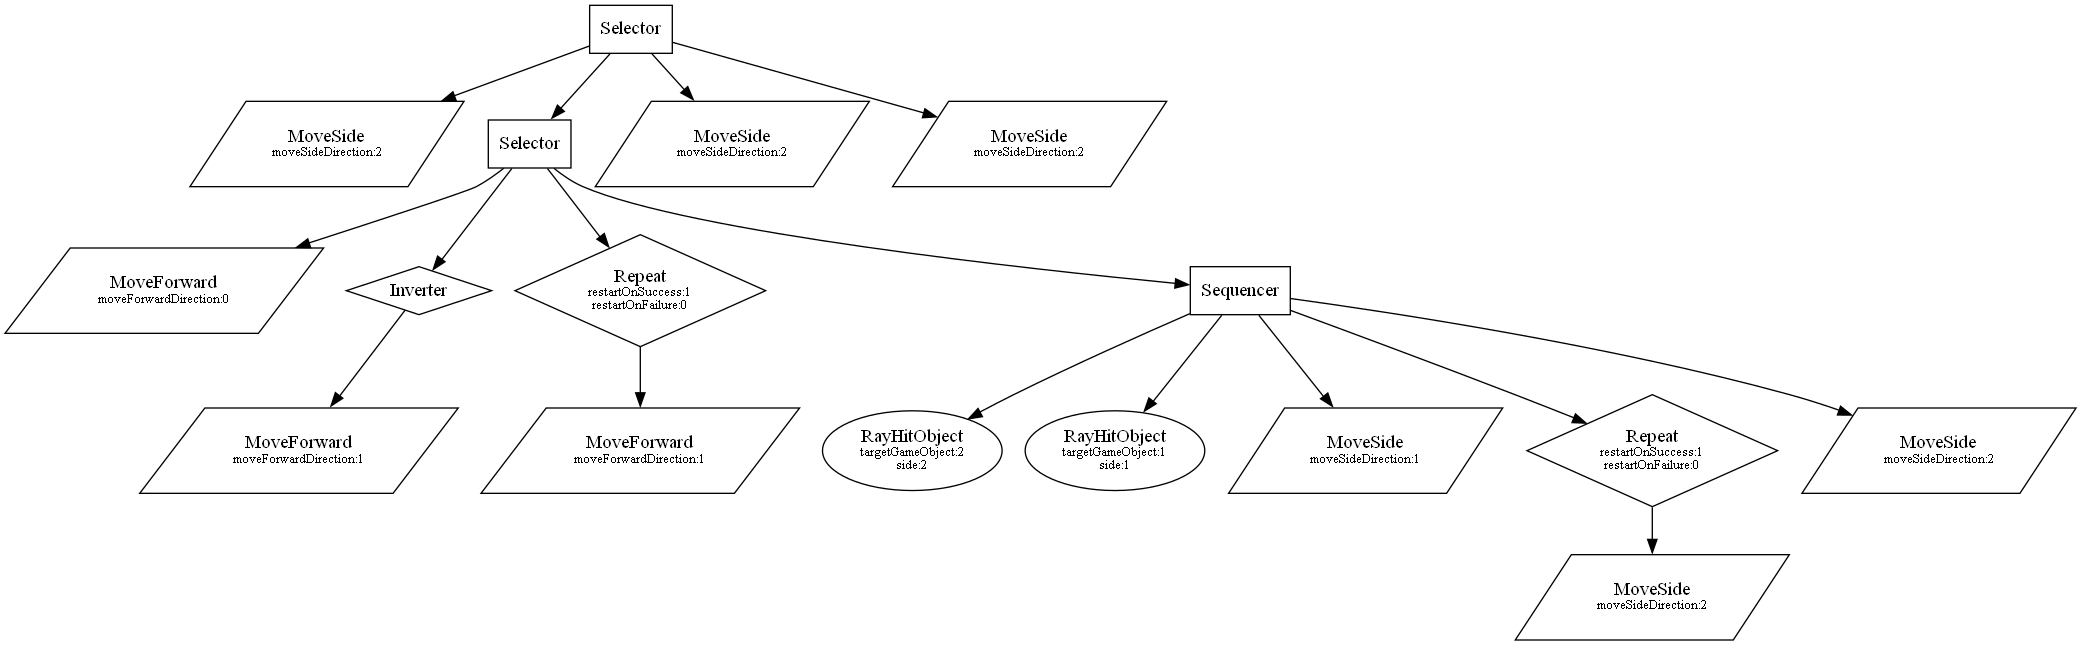 Selector
MoveSide
moveSideDirection:2
Selector
MoveSide
moveSideDirection:2
MoveSide
moveSideDirection:2
MoveForward
moveForwardDirection:0
Inverter
Repeat
restartOnSuccess:1
restartOnFailure:0
Sequencer
MoveForward
moveForwardDirection:1
MoveForward
moveForwardDirection:1
RayHitObject
targetGameObject:2
side:2
RayHitObject
targetGameObject:1
side:1
MoveSide
moveSideDirection:1
Repeat
restartOnSuccess:1
restartOnFailure:0
MoveSide
moveSideDirection:2
MoveSide
moveSideDirection:2